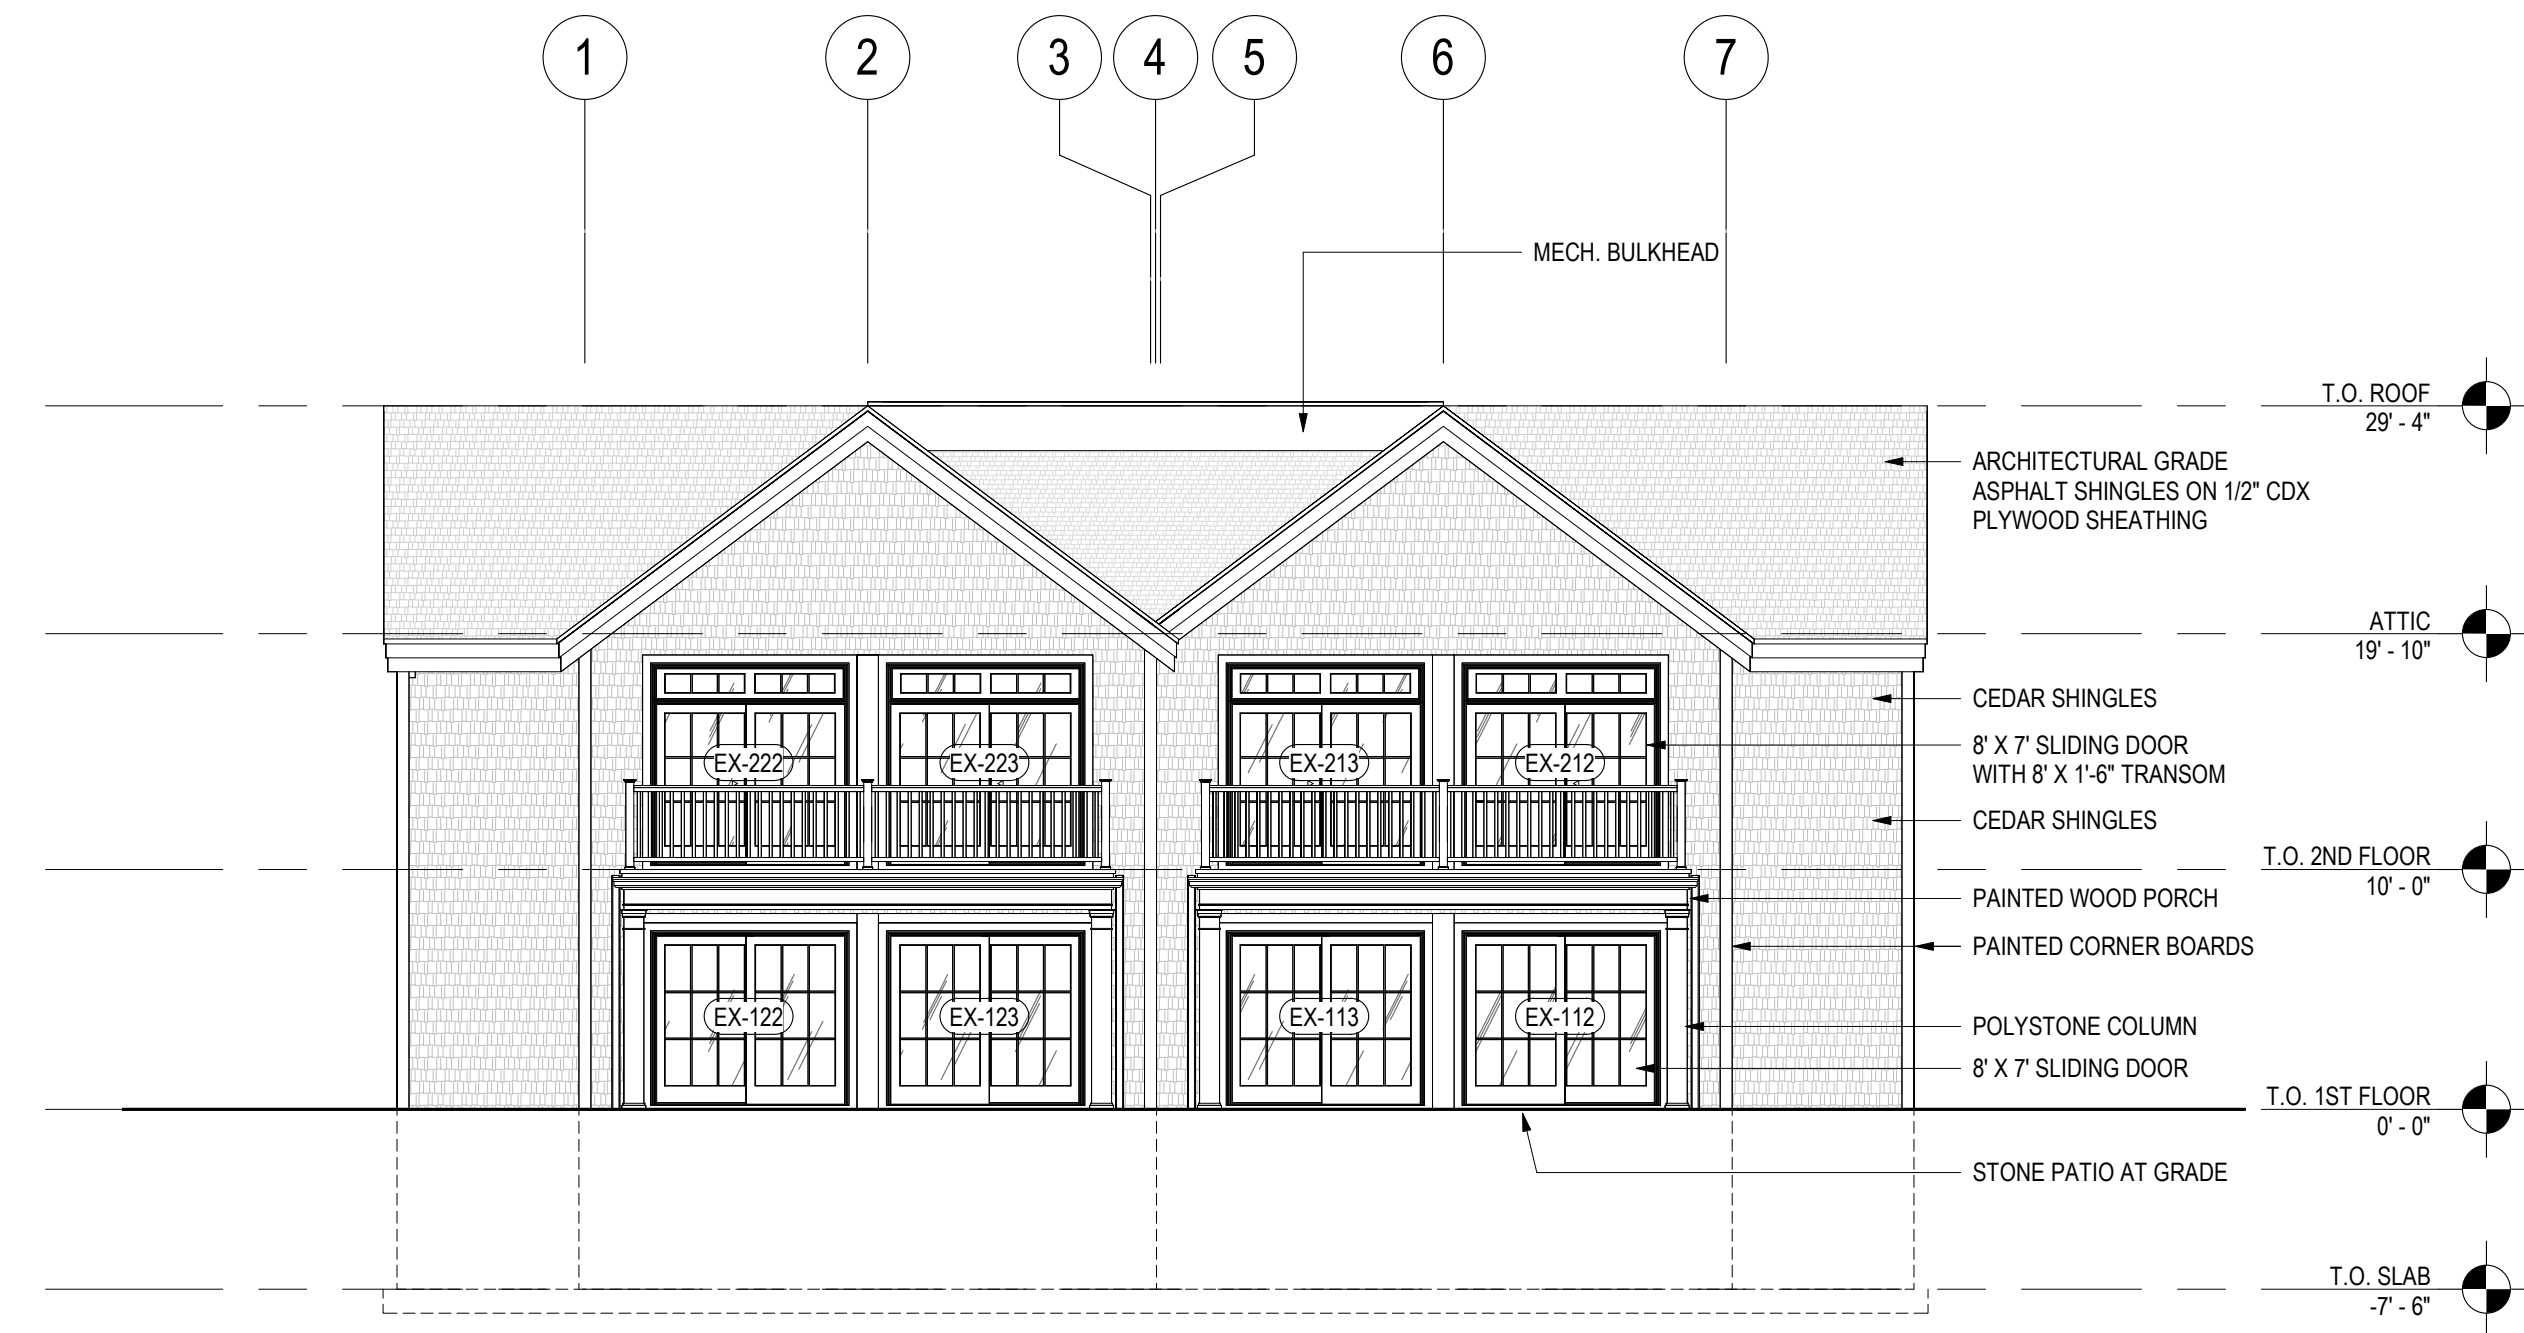 1 2 3 4 5 6 7
MECH. BULKHEAD
T.O. ROOF
29' - 4"
ARCHITECTURAL GRADE
ASPHALT SHINGLES ON 1/2" CDX
PLYWOOD SHEATHING
ATTIC
19' - 10"
CEDAR SHINGLES
8' X 7' SLIDING DOOR
WITH 8' X 1'-6" TRANSOM
EX-222 EX-223 EX-213 EX-212
CEDAR SHINGLES
T.O. 2ND FLOOR
10' - 0"
PAINTED WOOD PORCH
PAINTED CORNER BOARDS
EX-122 EX-123 EX-113 EX-112
POLYSTONE COLUMN
8' X 7' SLIDING DOOR
T.O. 1ST FLOOR
0' - 0"
STONE PATIO AT GRADE
T.O. SLAB
-7' - 6"